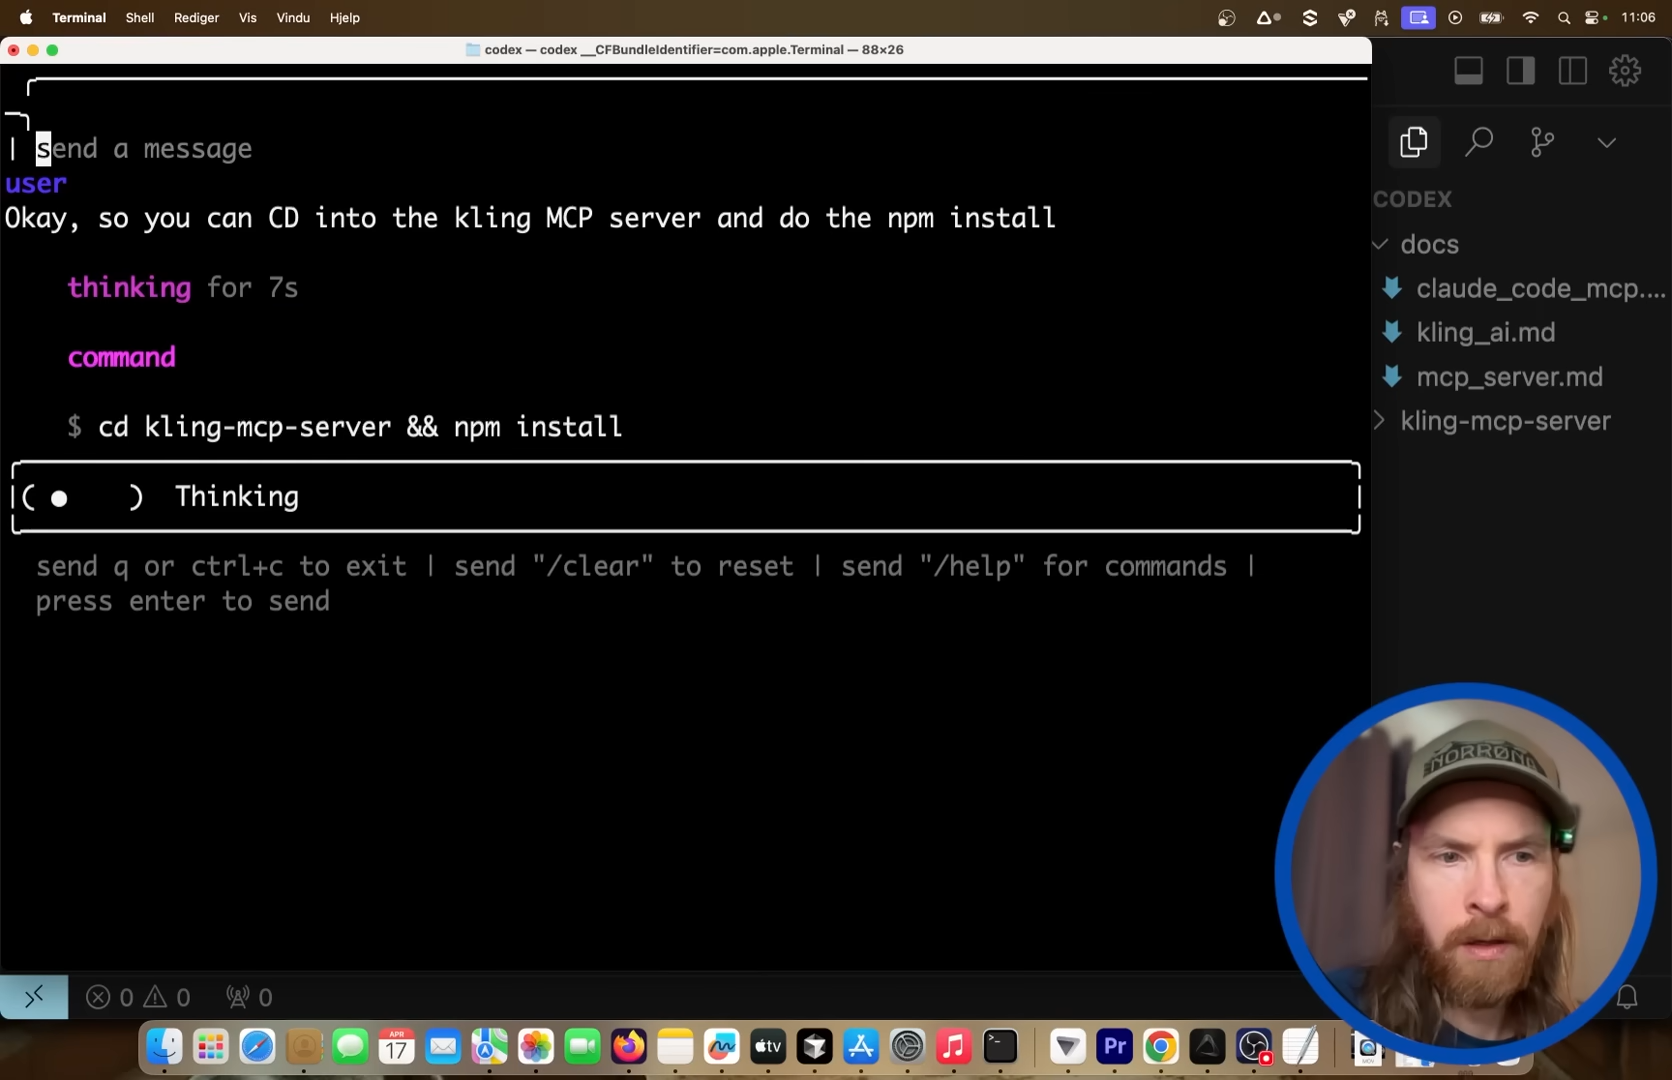 Terminal Shell Rediger Vis Vindu Hjelp 11:06
codex — codex __CFBundleIdentifier=com.apple.Terminal — 88×26
send a message
user
Okay, so you can CD into the kling MCP server and do the npm install
thinking for 7s
command
$ cd kling-mcp-server && npm install
( ● ) Thinking
send q or ctrl+c to exit | send "/clear" to reset | send "/help" for commands |
press enter to send
CODEX
docs
claude_code_mcp....
kling_ai.md
mcp_server.md
kling-mcp-server
NORRØNA
0 0 0
APR
17
tv
Pr